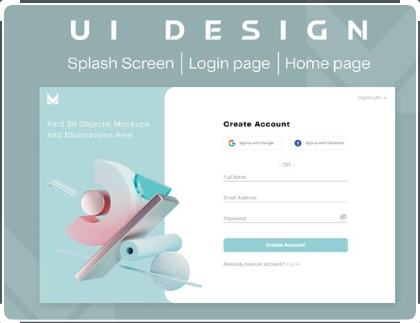 UI DESIGN
Splash Screen | Login page | Home page
English (UK)
Find 3d Objects, Mockups
and Illustrations here
Create Account
sign up with Google
sign up with Facebook
- OR -
Full Name
Email Address
Password
Create Account
Already have an account? Log in